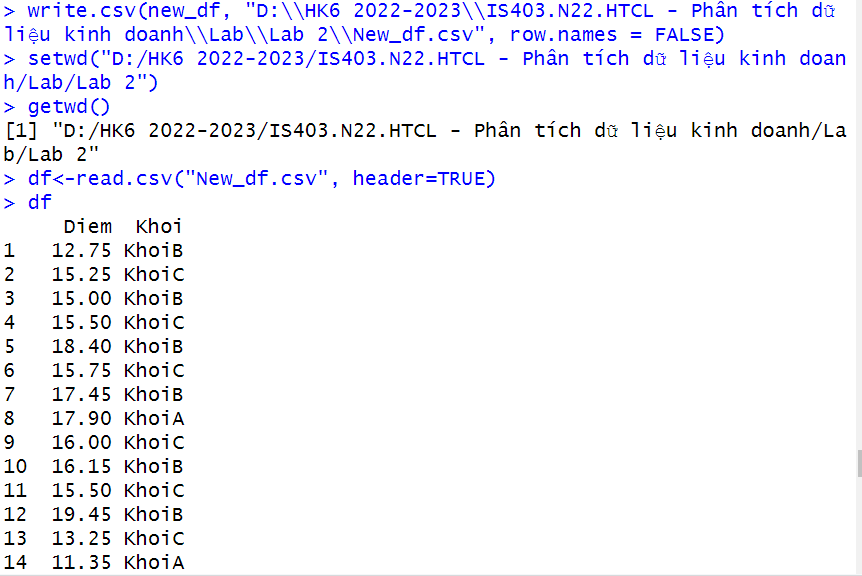 > write.csv(new_df, "D:\\HK6 2022-2023\\IS403.N22.HTCL - Phân tích dữ
liệu kinh doanh\\Lab\\Lab 2\\New_df.csv", row.names = FALSE)
> setwd("D:/HK6 2022-2023/IS403.N22.HTCL - Phân tích dữ liệu kinh doan
h/Lab/Lab 2")
> getwd()
[1] "D:/HK6 2022-2023/IS403.N22.HTCL - Phân tích dữ liệu kinh doanh/La
b/Lab 2"
> df<-read.csv("New_df.csv", header=TRUE)
> df
Diem Khoi
1 12.75 KhoiB
2 15.25 KhoiC
3 15.00 KhoiB
4 15.50 KhoiC
5 18.40 KhoiB
6 15.75 KhoiC
7 17.45 KhoiB
8 17.90 KhoiA
9 16.00 KhoiC
10 16.15 KhoiB
11 15.50 KhoiC
12 19.45 KhoiB
13 13.25 KhoiC
14 11.35 KhoiA